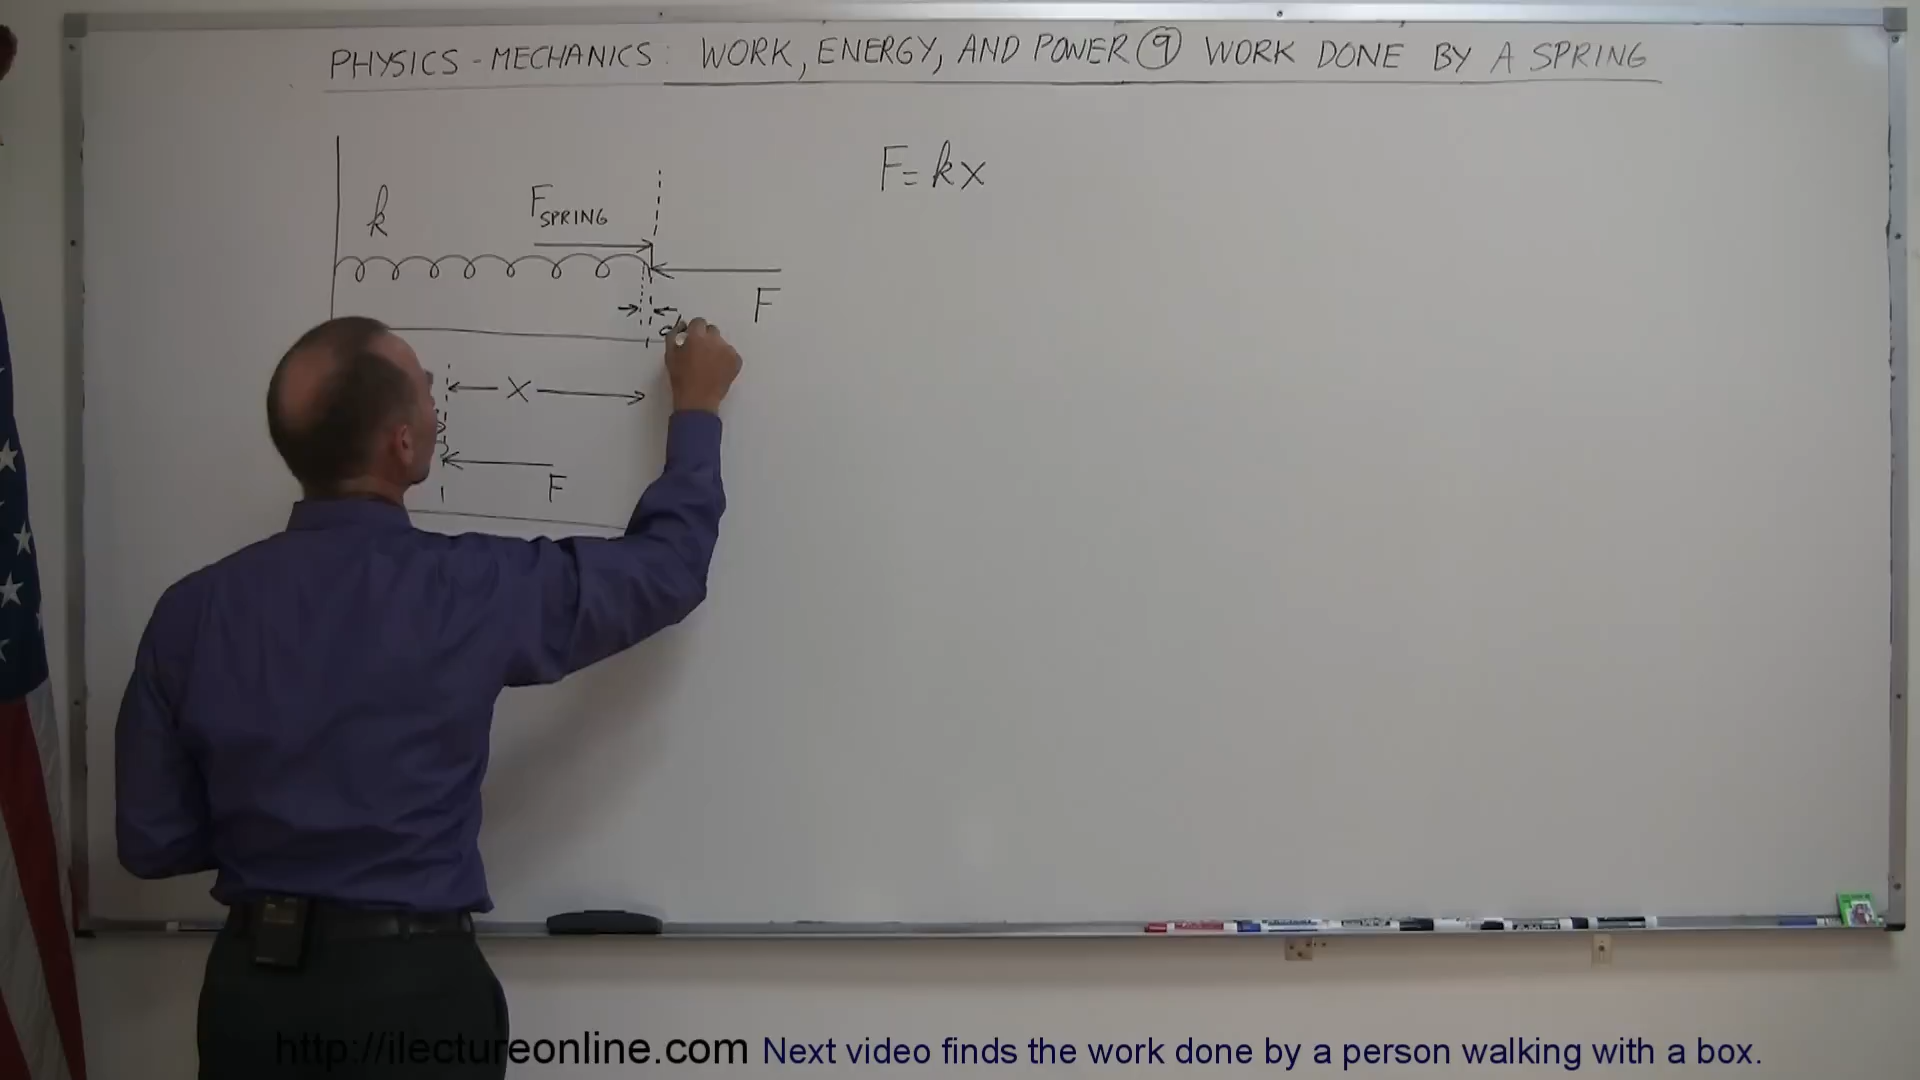 PHYSICS - MECHANICS: WORK, ENERGY, AND POWER 9 WORK DONE BY A SPRING
F = kx
k
F SPRING
F
d
X
F
http://ilectureonline.com Next video finds the work done by a person walking with a box.